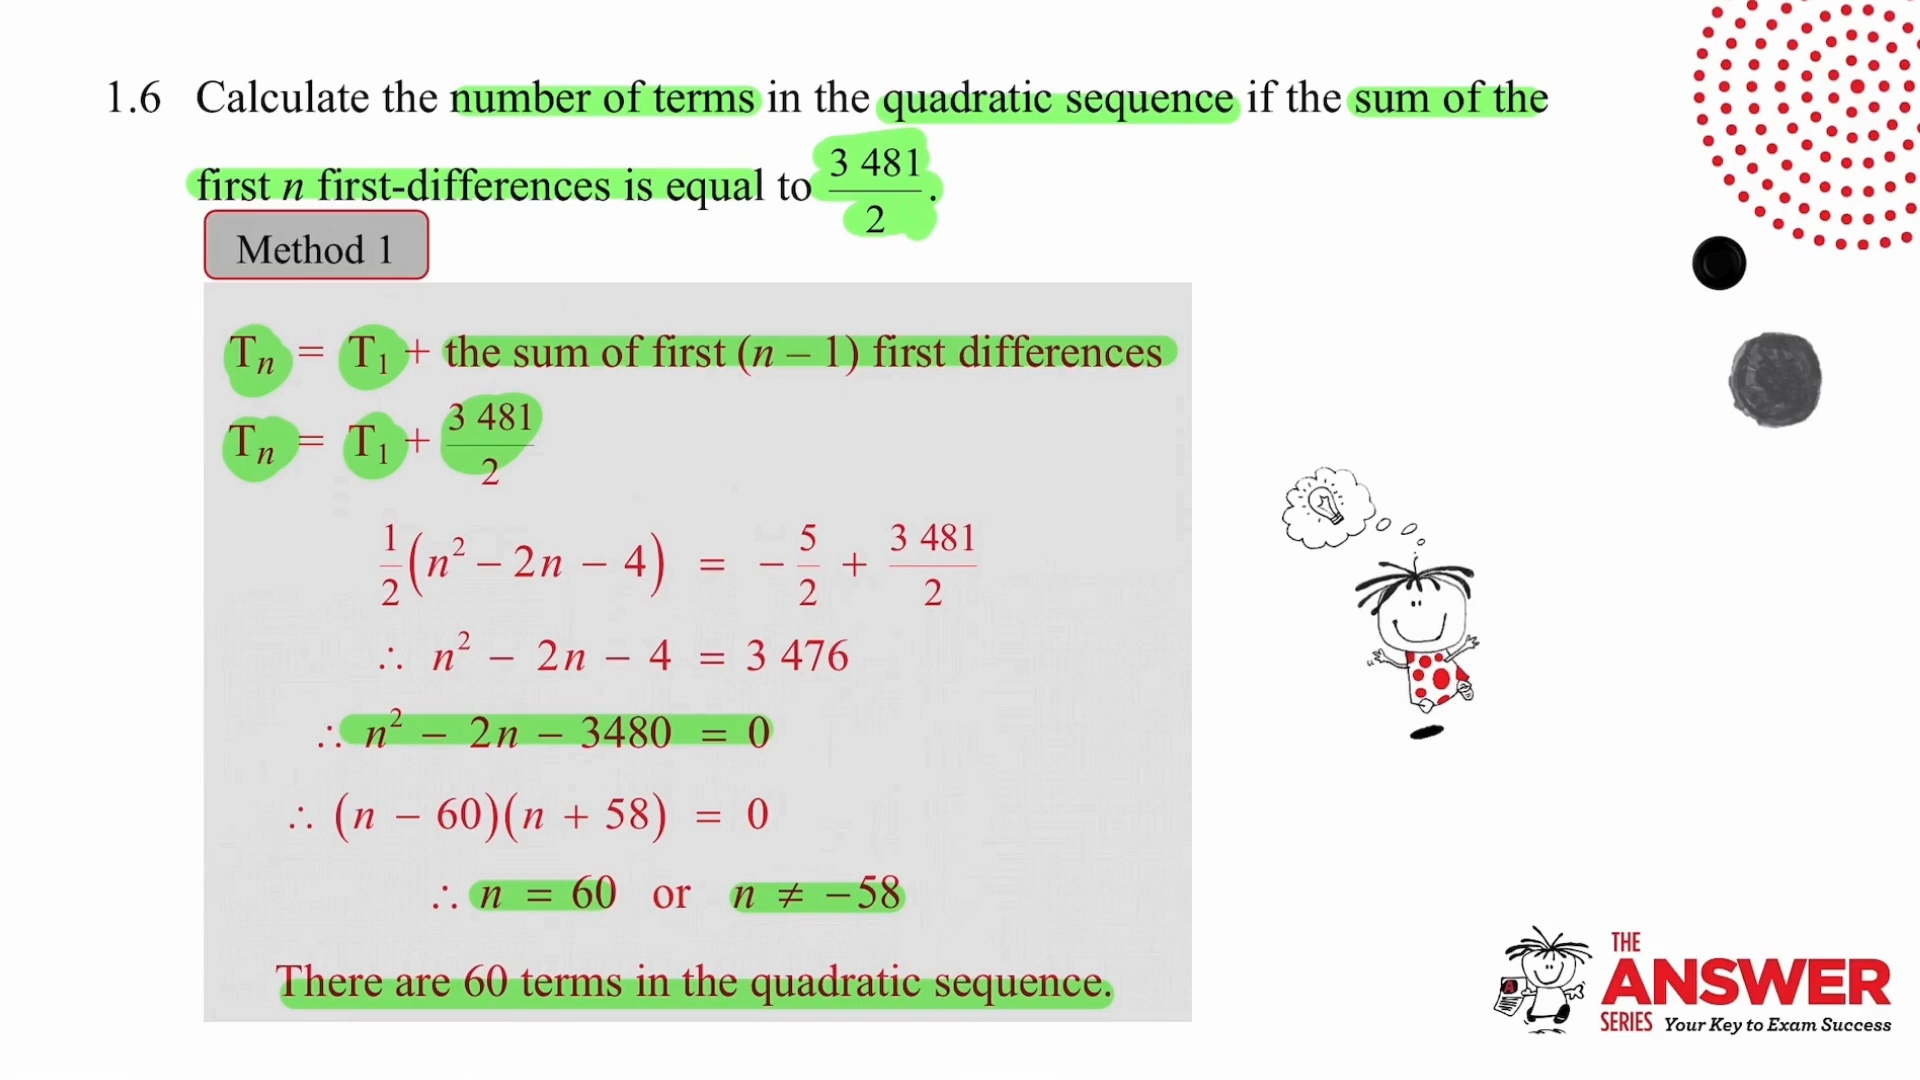 1.6 Calculate the number of terms in the quadratic sequence if the sum of the
first n first-differences is equal to 3 481/2.
Method 1
Tₙ = T₁ + the sum of first (n – 1) first differences
Tₙ = T₁ + 3 481/2
1/2(n² – 2n – 4) = –5/2 + 3 481/2
∴ n² – 2n – 4 = 3 476
∴ n² – 2n – 3480 = 0
∴ (n – 60)(n + 58) = 0
∴ n = 60 or n ≠ –58
There are 60 terms in the quadratic sequence.
THE
ANSWER
SERIES Your Key to Exam Success